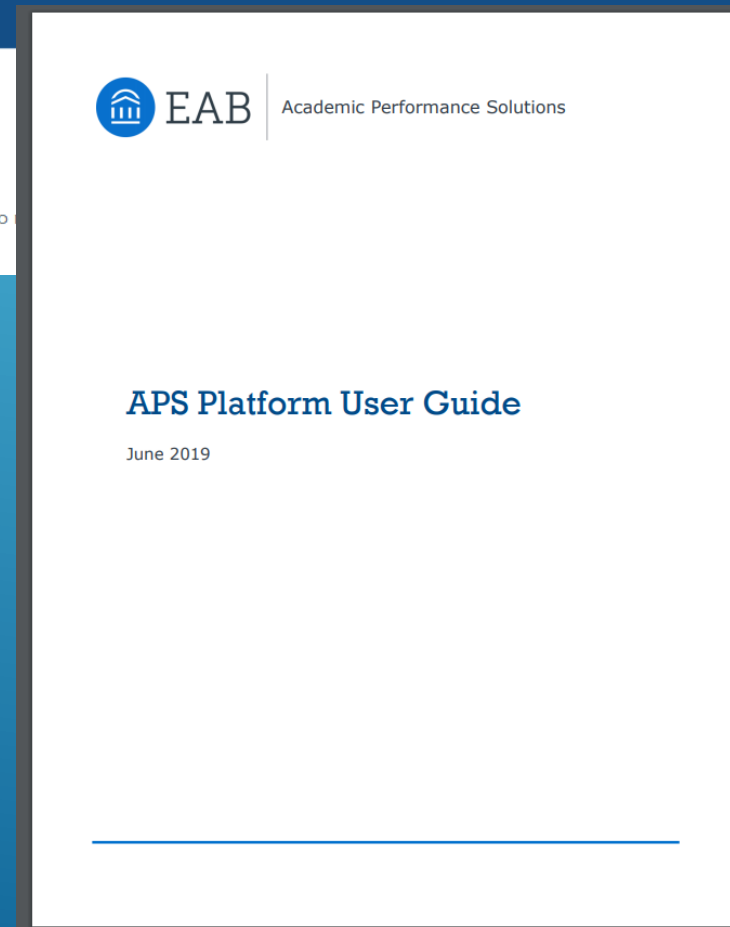 EAB
Academic Performance Solutions
APS Platform User Guide
June 2019